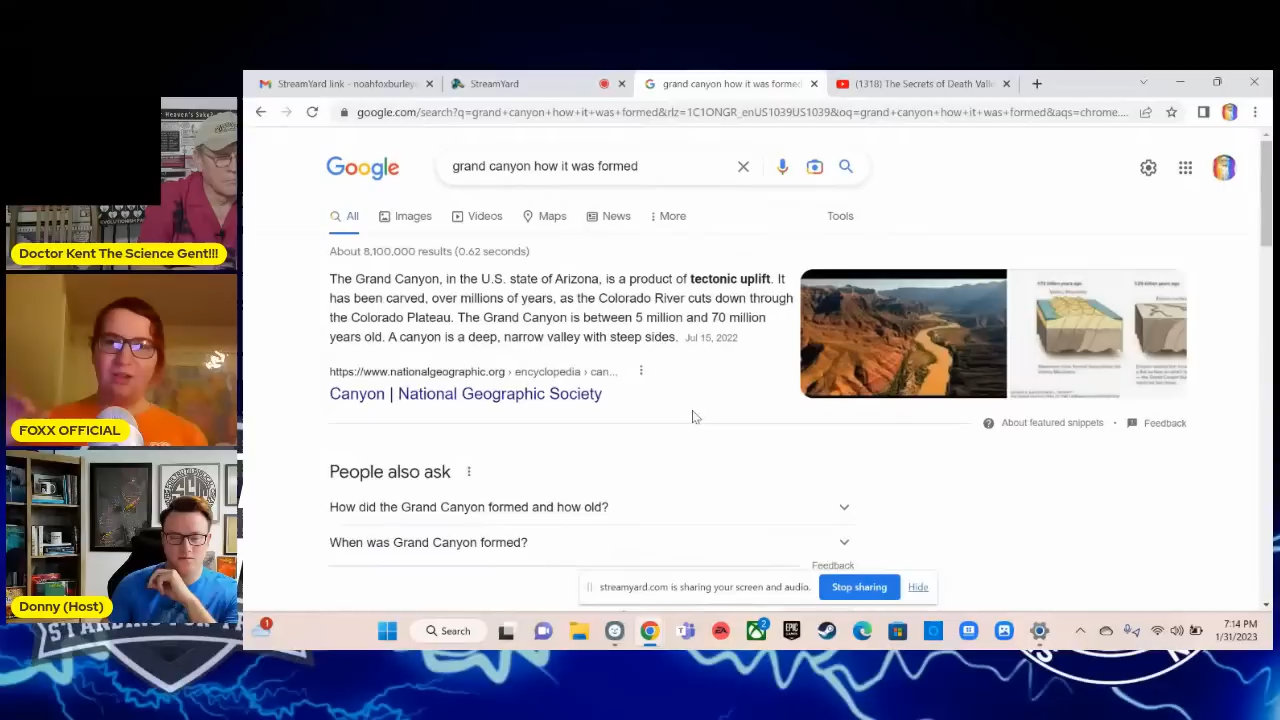 StreamYard link - noahfoxburley
StreamYard
grand canyon how it was formed
(1318) The Secrets of Death Valle
google.com/search?q=grand+canyon+how+it+was+formed&rlz=1C1ONGR_enUS1039US1039&oq=grand+canyon+how+it+was+formed&aqs=chrome....
Heaven's Sake?
Google
grand canyon how it was formed
All
Images
Videos
Maps
News
More
Tools
About 8,100,000 results (0.62 seconds)
The Grand Canyon, in the U.S. state of Arizona, is a product of tectonic uplift. It
has been carved, over millions of years, as the Colorado River cuts down through
the Colorado Plateau. The Grand Canyon is between 5 million and 70 million
years old. A canyon is a deep, narrow valley with steep sides. Jul 15, 2022
https://www.nationalgeographic.org › encyclopedia › can...
Canyon | National Geographic Society
About featured snippets
Feedback
People also ask
How did the Grand Canyon formed and how old?
When was Grand Canyon formed?
Feedback
streamyard.com is sharing your screen and audio.
Stop sharing
Hide
Search
7:14 PM
1/31/2023
Doctor Kent The Science Gent!!!
FOXX OFFICIAL
Donny (Host)
STANDING FOR TR